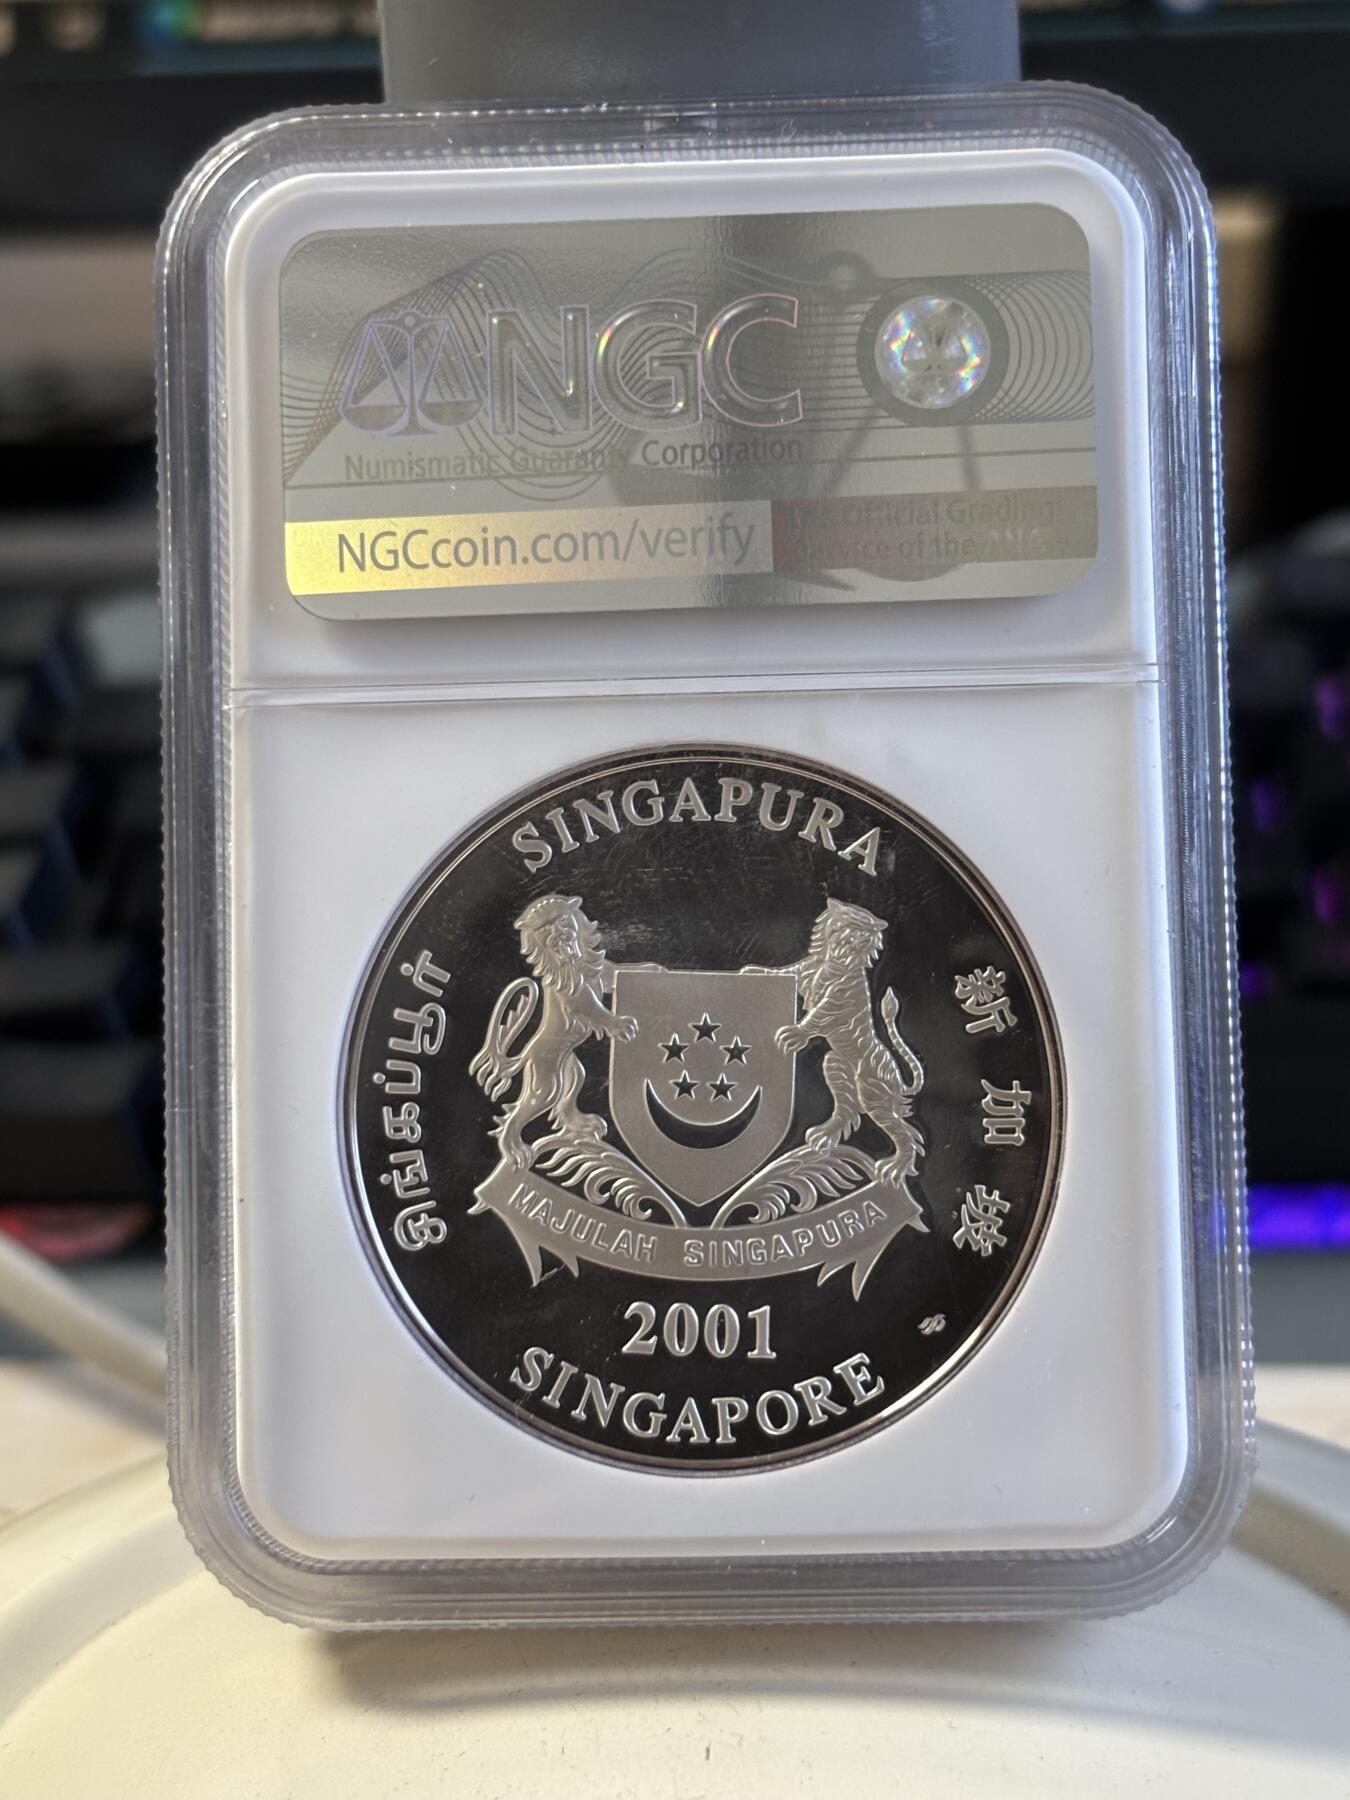 NGC
Numismatic Guaranty Corporation
NGCcoin.com/verify
The Official Grading
Service of the ANA
SINGAPURA
சிங்கப்பூர்
新加坡
MAJULAH SINGAPURA
2001
SINGAPORE